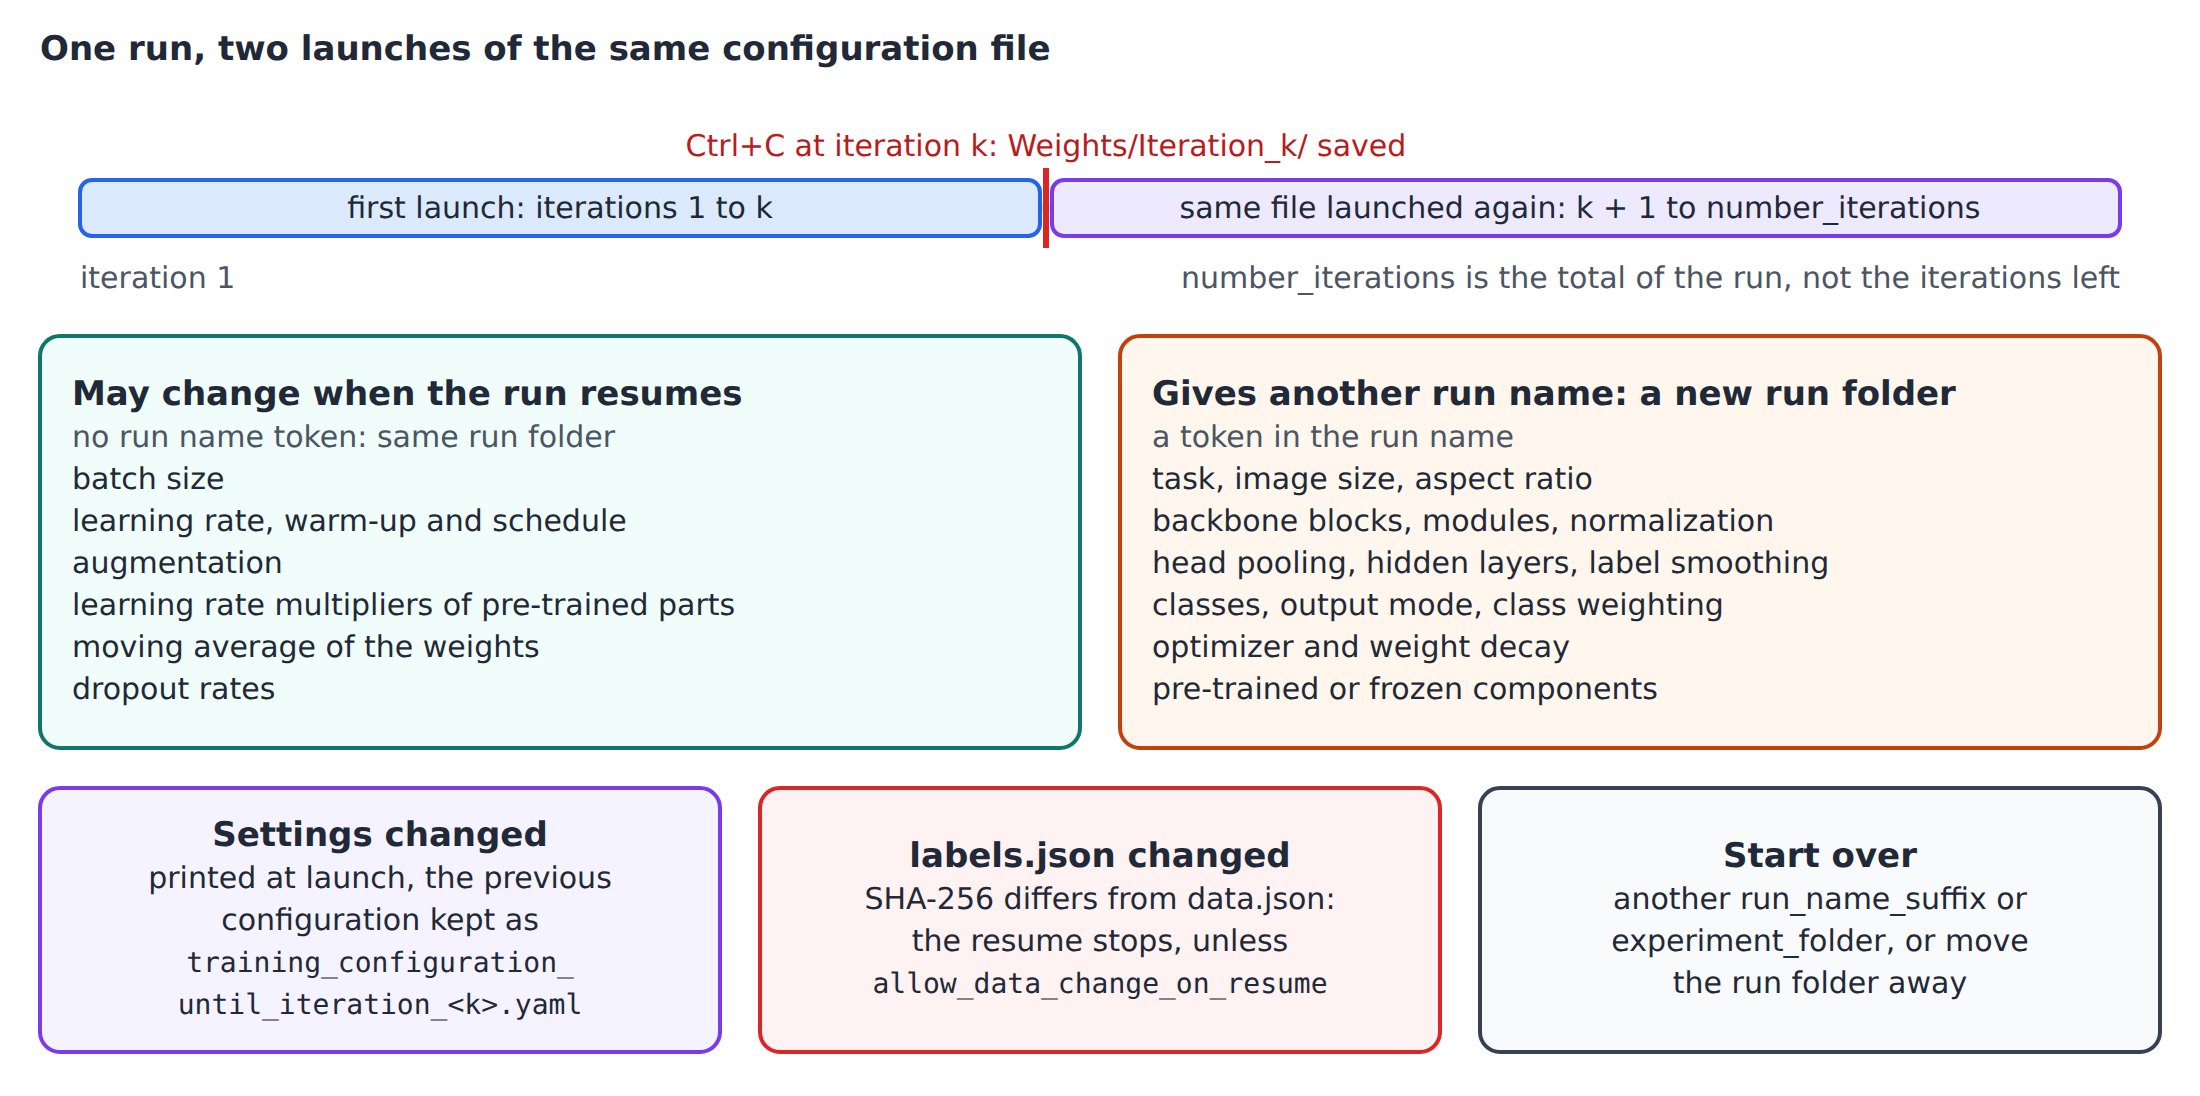 One run, two launches of the same configuration file
Ctrl+C at iteration k: Weights/Iteration_k/ saved
first launch: iterations 1 to k
same file launched again: k + 1 to number_iterations
iteration 1
number_iterations is the total of the run, not the iterations left
May change when the run resumes
no run name token: same run folder
batch size
learning rate, warm-up and schedule
augmentation
learning rate multipliers of pre-trained parts
moving average of the weights
dropout rates
Gives another run name: a new run folder
a token in the run name
task, image size, aspect ratio
backbone blocks, modules, normalization
head pooling, hidden layers, label smoothing
classes, output mode, class weighting
optimizer and weight decay
pre-trained or frozen components
Settings changed
printed at launch, the previous
configuration kept as
training_configuration_
until_iteration_<k>.yaml
labels.json changed
SHA-256 differs from data.json:
the resume stops, unless
allow_data_change_on_resume
Start over
another run_name_suffix or
experiment_folder, or move
the run folder away